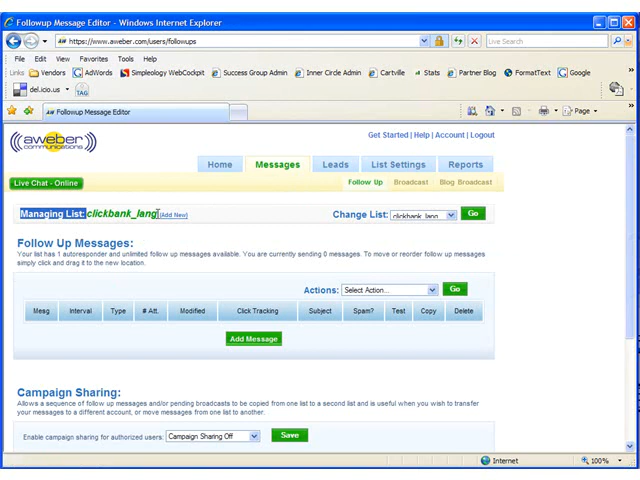 Followup Message Editor - Windows Internet Explorer
https://www.aweber.com/users/followups
Live Search
File Edit View Favorites Tools Help
Links Vendors AdWords Simpleology WebCockpit Success Group Admin Inner Circle Admin Cartville Stats Partner Blog FormatText Google
del.icio.us TAG
Followup Message Editor
Page
aweber
communications
Get Started | Help | Account | Logout
Home Messages Leads List Settings Reports
Live Chat - Online
Follow Up Broadcast Blog Broadcast
Managing List: clickbank_lang (Add New)
Change List: clickbank_lang Go
Follow Up Messages:
Your list has 1 autoresponder and unlimited follow up messages available. You are currently sending 0 messages. To move or reorder follow up messages
simply click and drag it to the new location.
Actions: Select Action... Go
Mesg Interval Type # Att. Modified Click Tracking Subject Spam? Test Copy Delete
Add Message
Campaign Sharing:
Allows a sequence of follow up messages and/or pending broadcasts to be copied from one list to a second list and is useful when you wish to transfer
your messages to a different account, or move messages from one list to another.
Enable campaign sharing for authorized users: Campaign Sharing Off Save
Internet 100%